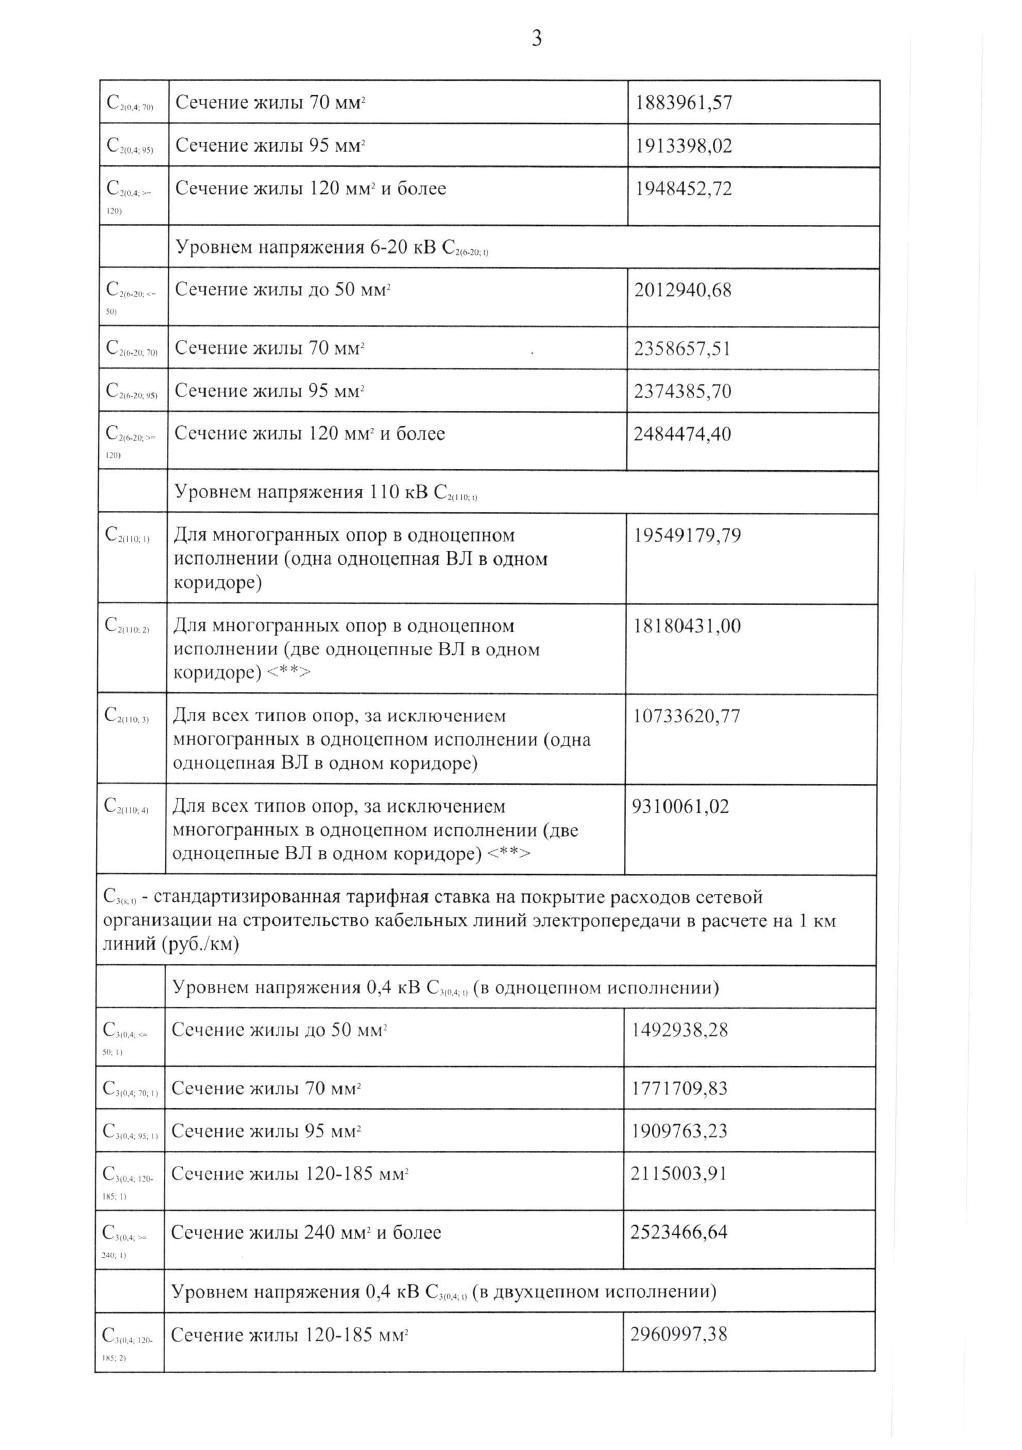 3
C2(0,4; 70) Сечение жилы 70 мм² 1883961,57
C2(0,4; 95) Сечение жилы 95 мм² 1913398,02
C2(0,4; >= Сечение жилы 120 мм² и более 1948452,72
120)
Уровнем напряжения 6-20 кВ C2(6-20; t)
C2(6-20; <= Сечение жилы до 50 мм² 2012940,68
50)
C2(6-20; 70) Сечение жилы 70 мм² 2358657,51
C2(6-20; 95) Сечение жилы 95 мм² 2374385,70
C2(6-20; >= Сечение жилы 120 мм² и более 2484474,40
120)
Уровнем напряжения 110 кВ C2(110; t)
C2(110; 1) Для многогранных опор в одноцепном 19549179,79
исполнении (одна одноцепная ВЛ в одном
коридоре)
C2(110; 2) Для многогранных опор в одноцепном 18180431,00
исполнении (две одноцепные ВЛ в одном
коридоре) <**>
C2(110; 3) Для всех типов опор, за исключением 10733620,77
многогранных в одноцепном исполнении (одна
одноцепная ВЛ в одном коридоре)
C2(110; 4) Для всех типов опор, за исключением 9310061,02
многогранных в одноцепном исполнении (две
одноцепные ВЛ в одном коридоре) <**>
C3(к; t) - стандартизированная тарифная ставка на покрытие расходов сетевой
организации на строительство кабельных линий электропередачи в расчете на 1 км
линий (руб./км)
Уровнем напряжения 0,4 кВ C3(0,4; t) (в одноцепном исполнении)
C3(0,4; <= Сечение жилы до 50 мм² 1492938,28
50; 1)
C3(0,4; 70; 1) Сечение жилы 70 мм² 1771709,83
C3(0,4; 95; 1) Сечение жилы 95 мм² 1909763,23
C3(0,4; 120- Сечение жилы 120-185 мм² 2115003,91
185; 1)
C3(0,4; >= Сечение жилы 240 мм² и более 2523466,64
240; 1)
Уровнем напряжения 0,4 кВ C3(0,4; t) (в двухцепном исполнении)
C3(0,4; 120- Сечение жилы 120-185 мм² 2960997,38
185; 2)